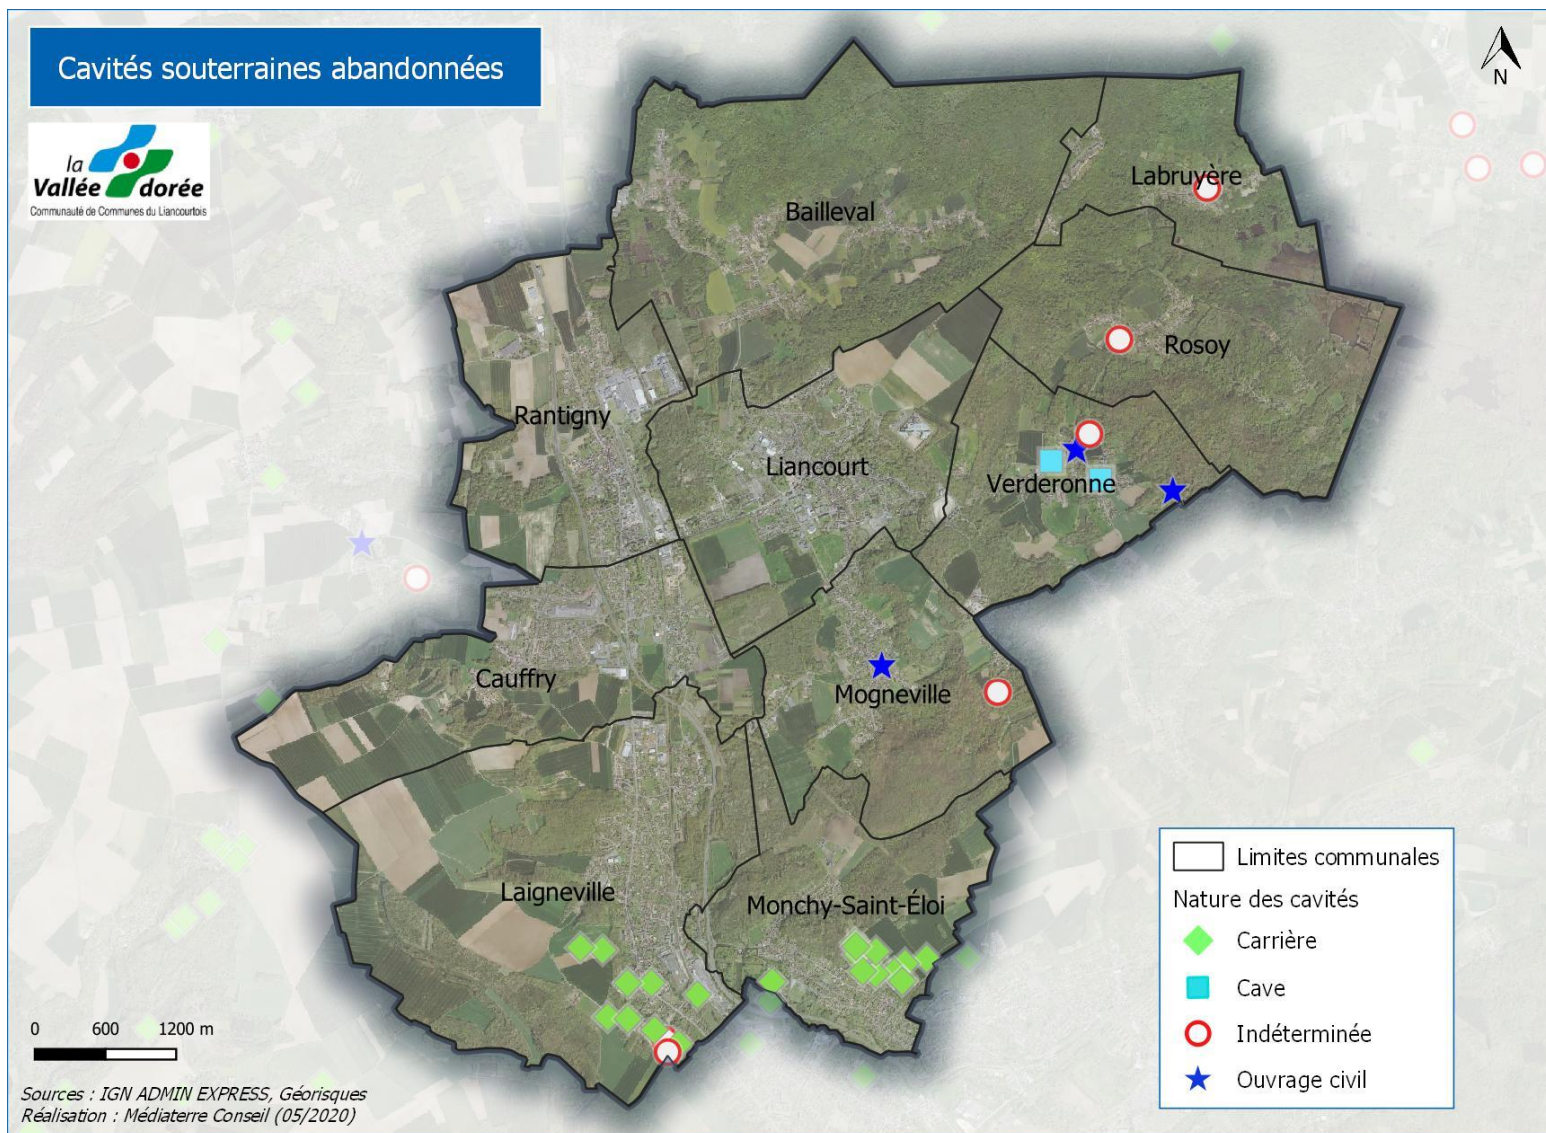 Cavités souterraines abandonnées
la
Vallée dorée
Communauté de Communes du Liancourtois
N
Labruyère
Bailleval
Rosoy
Rantigny
Liancourt
Verderonne
Cauffry
Mogneville
Laigneville
Monchy-Saint-Éloi
Limites communales
Nature des cavités
Carrière
Cave
Indéterminée
Ouvrage civil
0 600 1200 m
Sources : IGN ADMIN EXPRESS, Géorisques
Réalisation : Médiaterre Conseil (05/2020)